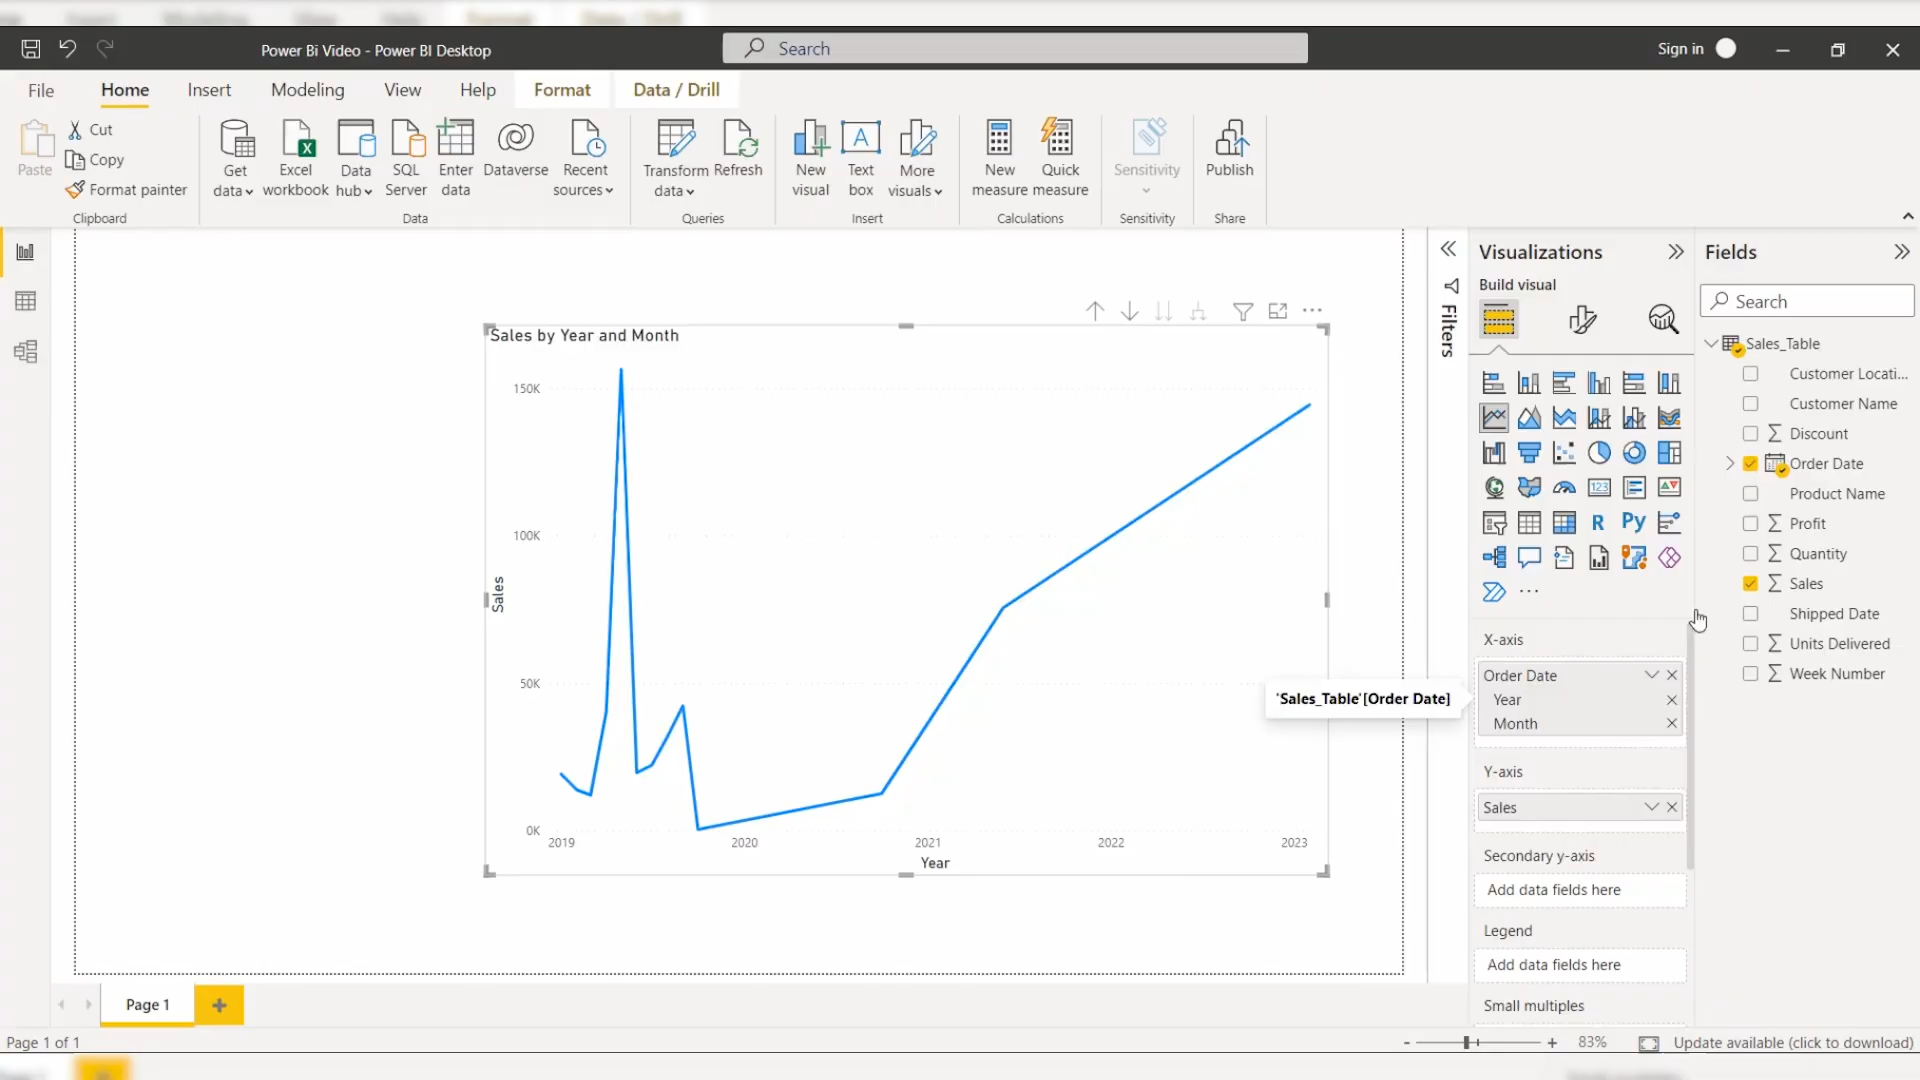 Power Bi Video - Power BI Desktop
Search
Sign in
File
Home
Insert
Modeling
View
Help
Format
Data / Drill
Paste
Cut
Copy
Format painter
Clipboard
Get data
Excel workbook
Data hub
SQL Server
Enter data
Dataverse
Recent sources
Data
Transform data
Refresh
Queries
New visual
A
Text box
More visuals
Insert
New measure
Quick measure
Calculations
Sensitivity
Sensitivity
Publish
Share
Sales by Year and Month
150K
100K
50K
0K
Sales
2019
2020
2021
2022
2023
Year
'Sales_Table'[Order Date]
Filters
Visualizations
Build visual
123
R
Py
X-axis
Order Date
Year
Month
Y-axis
Sales
Secondary y-axis
Add data fields here
Legend
Add data fields here
Small multiples
Fields
Search
Sales_Table
Customer Locati...
Customer Name
Discount
Order Date
Product Name
Profit
Quantity
Sales
Shipped Date
Units Delivered
Week Number
Page 1
Page 1 of 1
83%
Update available (click to download)